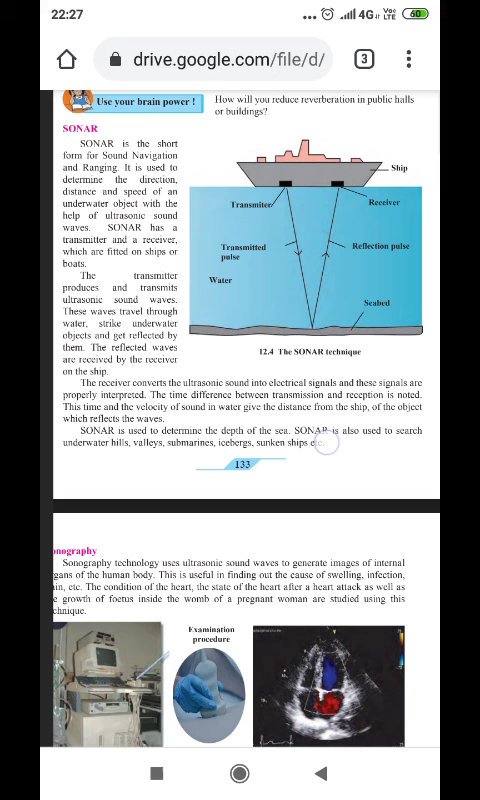 22:27
... 4G Vo LTE 60
drive.google.com/file/d/
3
Use your brain power !
How will you reduce reverberation in public halls
or buildings?
SONAR
SONAR is the short
form for Sound Navigation
and Ranging. It is used to
determine the direction,
distance and speed of an
underwater object with the
help of ultrasonic sound
waves. SONAR has a
transmitter and a receiver,
which are fitted on ships or
boats.
The transmitter
produces and transmits
ultrasonic sound waves.
These waves travel through
water, strike underwater
objects and get reflected by
them. The reflected waves
are received by the receiver
on the ship.
Ship
Transmiter
Receiver
Transmitted
pulse
Reflection pulse
Water
Seabed
12.4 The SONAR technique
The receiver converts the ultrasonic sound into electrical signals and these signals are
properly interpreted. The time difference between transmission and reception is noted.
This time and the velocity of sound in water give the distance from the ship, of the object
which reflects the waves.
SONAR is used to determine the depth of the sea. SONAR is also used to search
underwater hills, valleys, submarines, icebergs, sunken ships etc.
133
onography
Sonography technology uses ultrasonic sound waves to generate images of internal
rgans of the human body. This is useful in finding out the cause of swelling, infection,
in, etc. The condition of the heart, the state of the heart after a heart attack as well as
e growth of foetus inside the womb of a pregnant woman are studied using this
chnique.
Examination
procedure